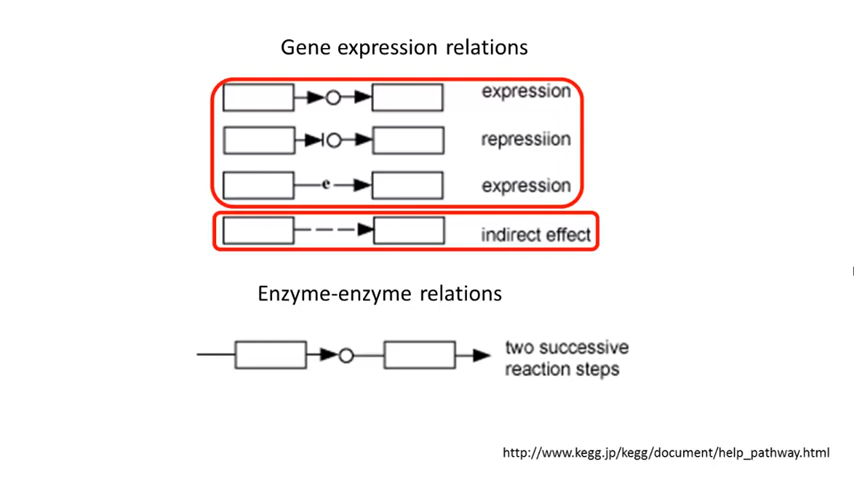 Gene expression relations
expression
repressiion
e
expression
indirect effect
Enzyme-enzyme relations
two successive
reaction steps
http://www.kegg.jp/kegg/document/help_pathway.html